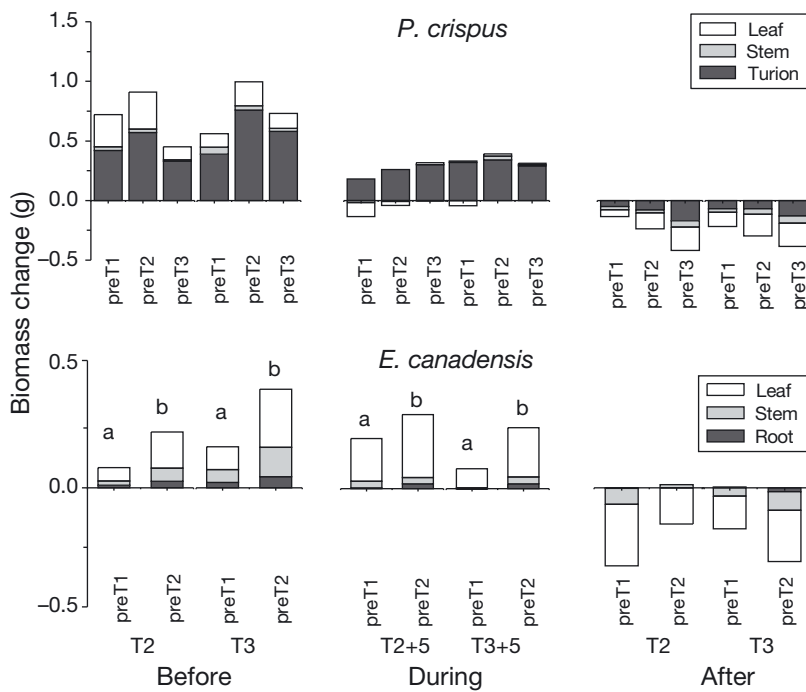 1.5
1.0
0.5
0.0
−0.5
P. crispus
Leaf
Stem
Turion
preT1
preT2
preT3
preT1
preT2
preT3
preT1
preT2
preT3
preT1
preT2
preT3
preT1
preT2
preT3
preT1
preT2
preT3
Biomass change (g)
0.5
0.0
−0.5
E. canadensis
Leaf
Stem
Root
a
b
a
b
a
b
a
b
preT1
preT2
preT1
preT2
preT1
preT2
preT1
preT2
preT1
preT2
preT1
preT2
T2 T3 T2+5 T3+5 T2 T3
Before During After